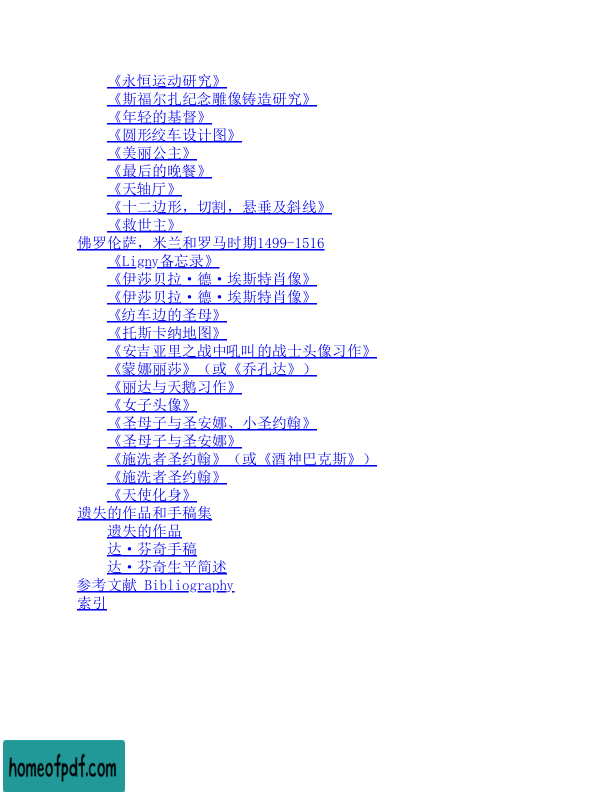 《永恒运动研究》
《斯福尔扎纪念雕像铸造研究》
《年轻的基督》
《圆形绞车设计图》
《美丽公主》
《最后的晚餐》
《天轴厅》
《十二边形，切割，悬垂及斜线》
《救世主》
佛罗伦萨，米兰和罗马时期1499-1516
《Ligny备忘录》
《伊莎贝拉·德·埃斯特肖像》
《伊莎贝拉·德·埃斯特肖像》
《纺车边的圣母》
《托斯卡纳地图》
《安吉亚里之战中吼叫的战士头像习作》
《蒙娜丽莎》（或《乔孔达》）
《丽达与天鹅习作》
《女子头像》
《圣母子与圣安娜、小圣约翰》
《圣母子与圣安娜》
《施洗者圣约翰》（或《酒神巴克斯》）
《施洗者圣约翰》
《天使化身》
遗失的作品和手稿集
遗失的作品
达·芬奇手稿
达·芬奇生平简述
参考文献 Bibliography
索引
homeofpdf.com